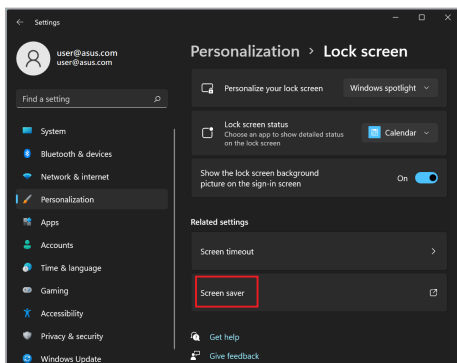 Settings
user@asus.com
user@asus.com
Find a setting
System
Bluetooth & devices
Network & internet
Personalization
Apps
Accounts
Time & language
Gaming
Accessibility
Privacy & security
Windows Update
Personalization > Lock screen
Personalize your lock screen
Windows spotlight
Lock screen status
Choose an app to show detailed status
on the lock screen
Calendar
Show the lock screen background
picture on the sign-in screen
On
Related settings
Screen timeout
Screen saver
Get help
Give feedback